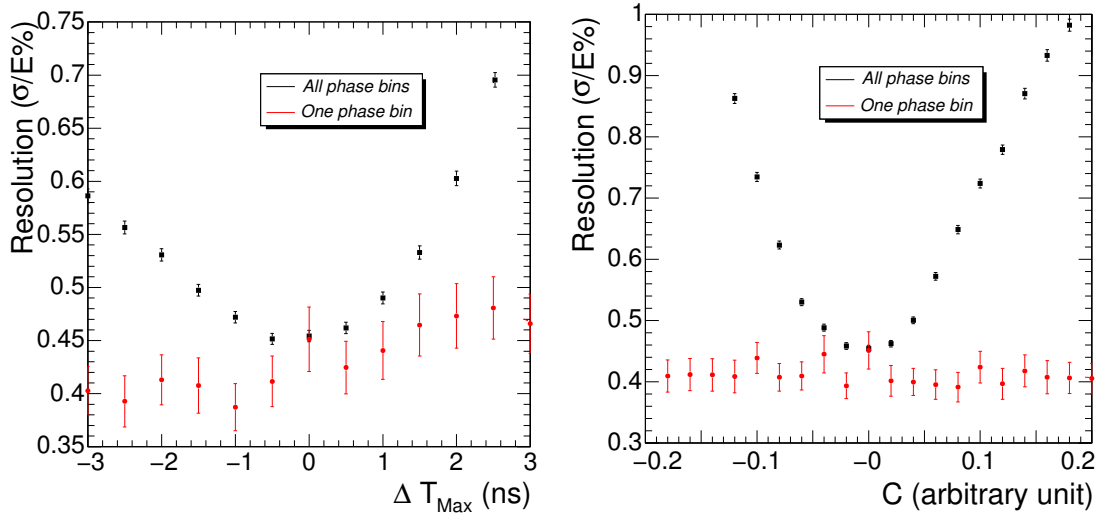 Resolution (σ/E%)
0.75
0.7
0.65
0.6
0.55
0.5
0.45
0.4
0.35
All phase bins
One phase bin
−3 −2 −1 0 1 2 3
Δ T_Max (ns)
Resolution (σ/E%)
1
0.9
0.8
0.7
0.6
0.5
0.4
0.3
All phase bins
One phase bin
−0.2 −0.1 −0 0.1 0.2
C (arbitrary unit)